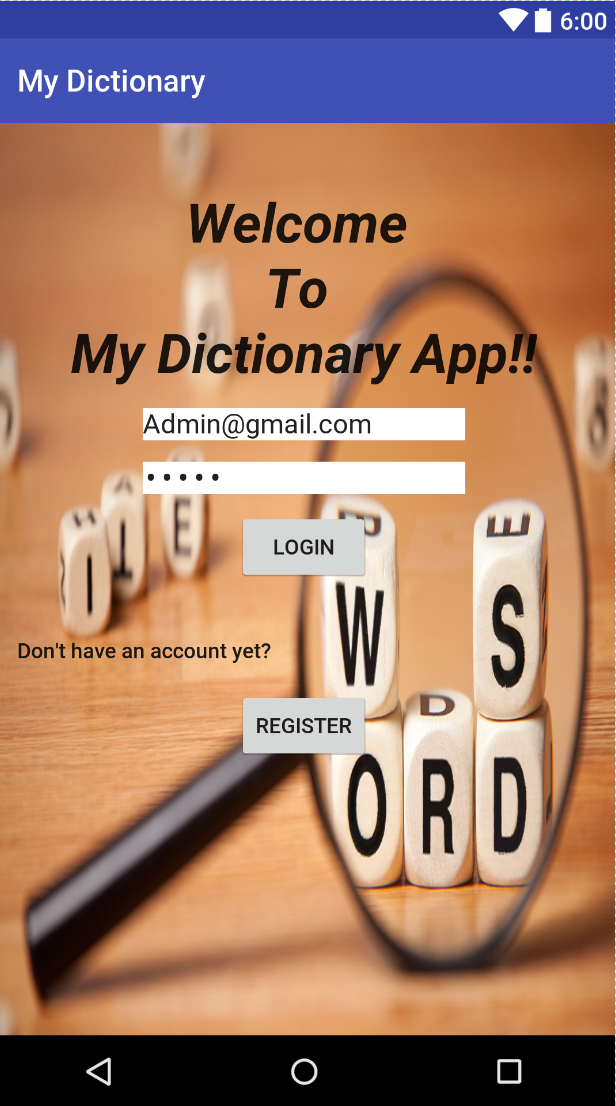 6:00
My Dictionary
Welcome
To
My Dictionary App!!
Admin@gmail.com
•••••
LOGIN
Don't have an account yet?
REGISTER
E
I T E
B E
W S
D
O R D